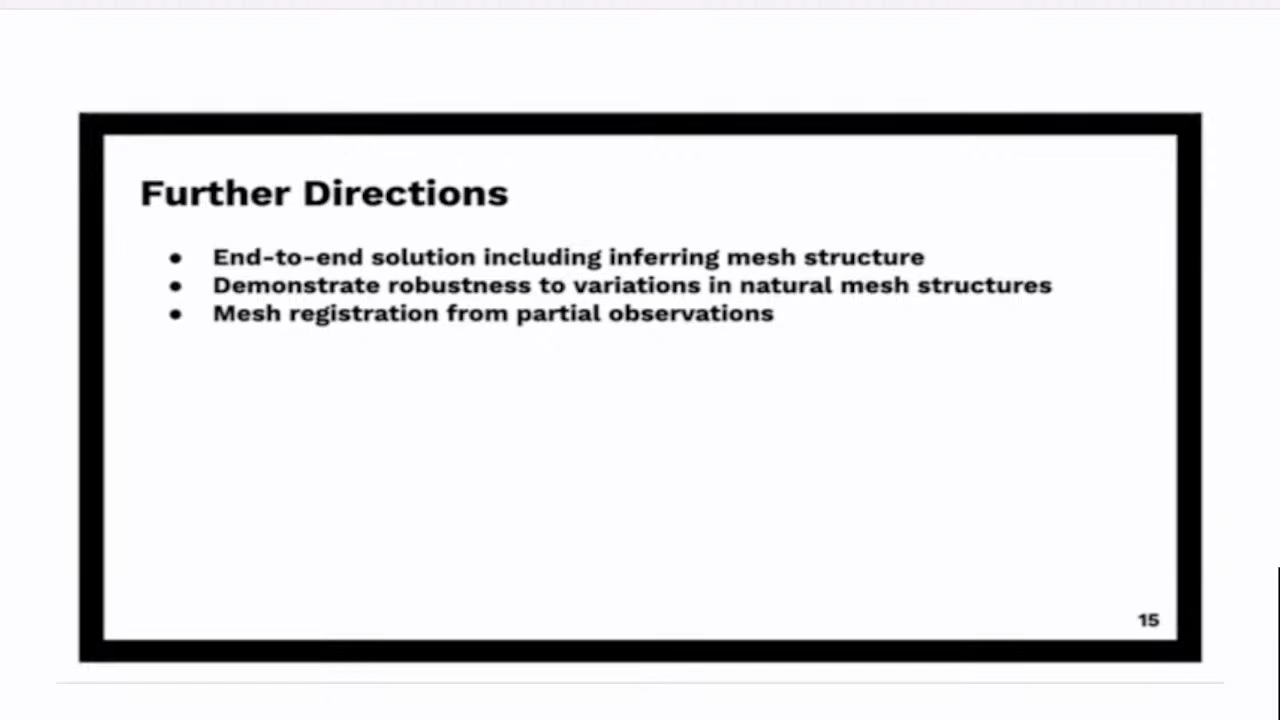 Further Directions
● End-to-end solution including inferring mesh structure
● Demonstrate robustness to variations in natural mesh structures
● Mesh registration from partial observations
15